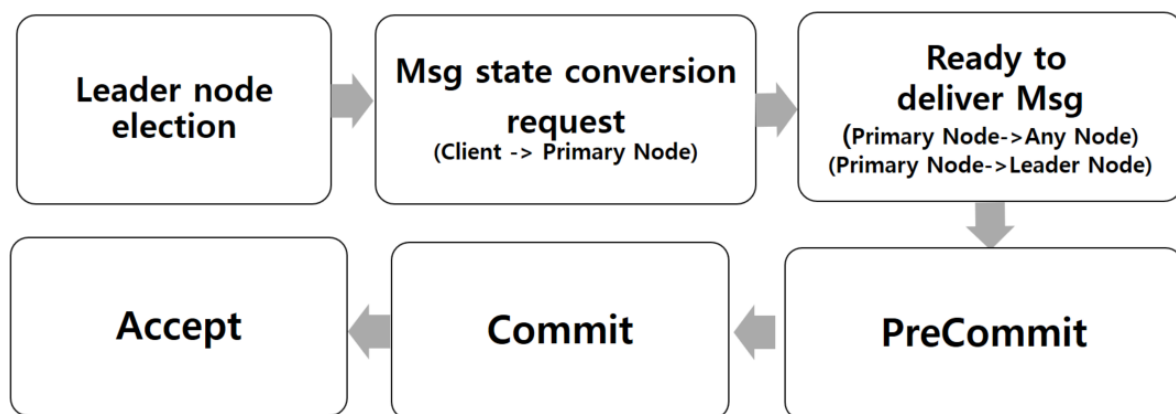 Leader node
election
Msg state conversion
request
(Client -> Primary Node)
Ready to
deliver Msg
(Primary Node->Any Node)
(Primary Node->Leader Node)
PreCommit
Commit
Accept